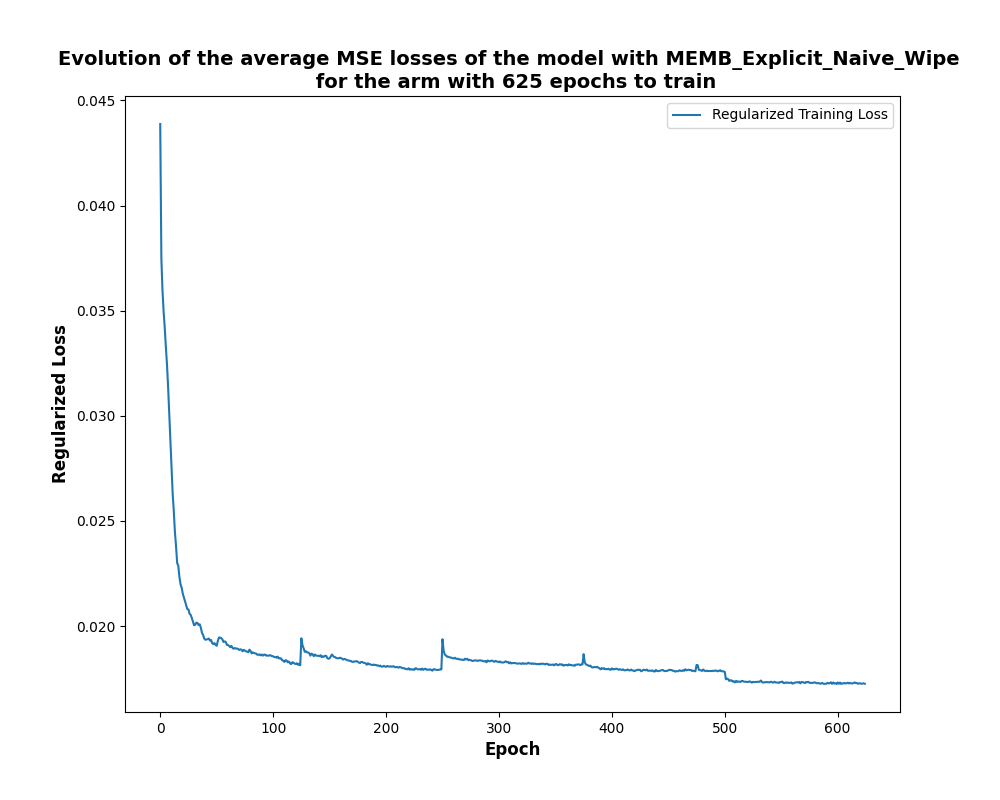 Evolution of the average MSE losses of the model with MEMB_Explicit_Naive_Wipe
for the arm with 625 epochs to train
Regularized Training Loss
Regularized Loss
0.045
0.040
0.035
0.030
0.025
0.020
0 100 200 300 400 500 600
Epoch